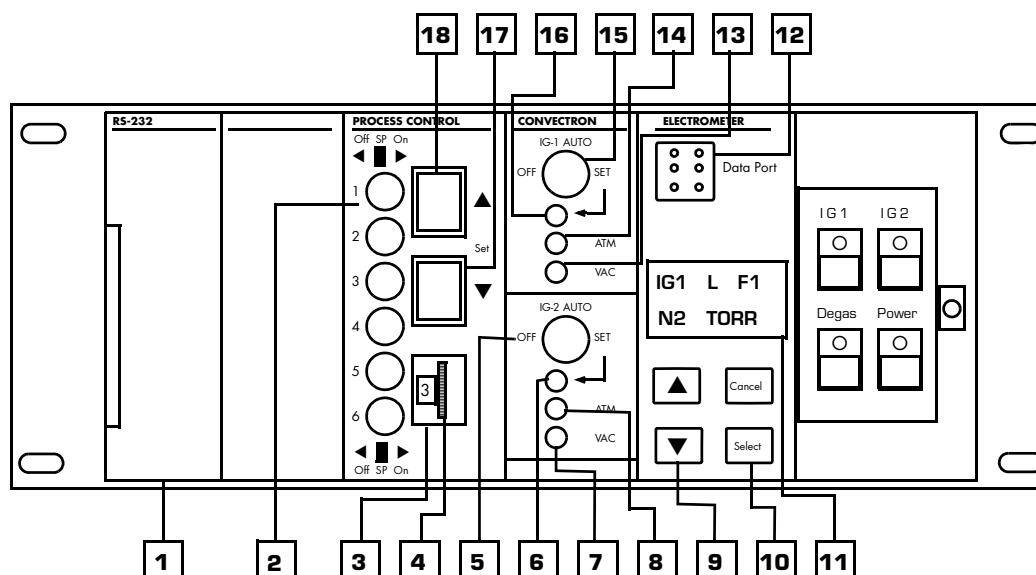 18 17 16 15 14 13 12
RS-232
PROCESS CONTROL
Off SP On
1
2
3
4
5
6
Off SP On
Set
3
CONVECTRON
IG-1 AUTO
OFF SET
ATM
VAC
IG-2 AUTO
OFF SET
ATM
VAC
ELECTROMETER
Data Port
IG1 L F1
N2 TORR
Cancel
Select
IG1 IG2
Degas Power
1 2 3 4 5 6 7 8 9 10 11